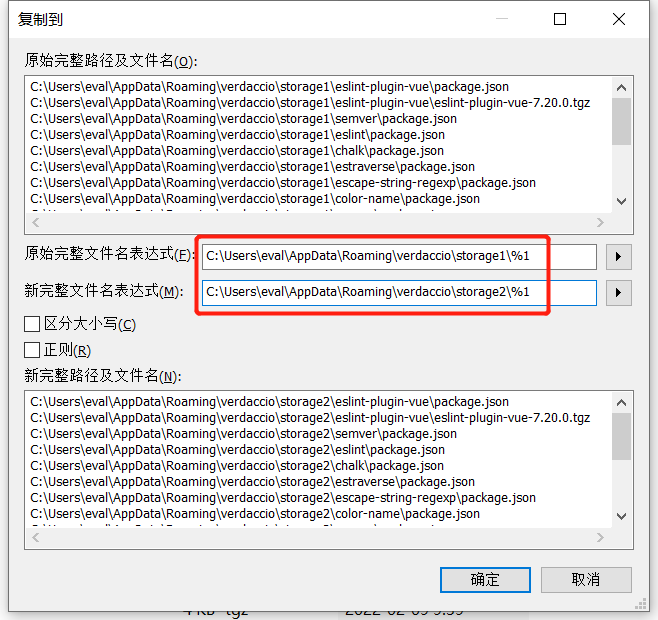 复制到
原始完整路径及文件名(O):
C:\Users\eval\AppData\Roaming\verdaccio\storage1\eslint-plugin-vue\package.json
C:\Users\eval\AppData\Roaming\verdaccio\storage1\eslint-plugin-vue\eslint-plugin-vue-7.20.0.tgz
C:\Users\eval\AppData\Roaming\verdaccio\storage1\semver\package.json
C:\Users\eval\AppData\Roaming\verdaccio\storage1\eslint\package.json
C:\Users\eval\AppData\Roaming\verdaccio\storage1\chalk\package.json
C:\Users\eval\AppData\Roaming\verdaccio\storage1\estraverse\package.json
C:\Users\eval\AppData\Roaming\verdaccio\storage1\escape-string-regexp\package.json
C:\Users\eval\AppData\Roaming\verdaccio\storage1\color-name\package.json
原始完整文件名表达式(F): C:\Users\eval\AppData\Roaming\verdaccio\storage1\%1
新完整文件名表达式(M): C:\Users\eval\AppData\Roaming\verdaccio\storage2\%1
区分大小写(C)
正则(R)
新完整路径及文件名(N):
C:\Users\eval\AppData\Roaming\verdaccio\storage2\eslint-plugin-vue\package.json
C:\Users\eval\AppData\Roaming\verdaccio\storage2\eslint-plugin-vue\eslint-plugin-vue-7.20.0.tgz
C:\Users\eval\AppData\Roaming\verdaccio\storage2\semver\package.json
C:\Users\eval\AppData\Roaming\verdaccio\storage2\eslint\package.json
C:\Users\eval\AppData\Roaming\verdaccio\storage2\chalk\package.json
C:\Users\eval\AppData\Roaming\verdaccio\storage2\estraverse\package.json
C:\Users\eval\AppData\Roaming\verdaccio\storage2\escape-string-regexp\package.json
C:\Users\eval\AppData\Roaming\verdaccio\storage2\color-name\package.json
确定 取消